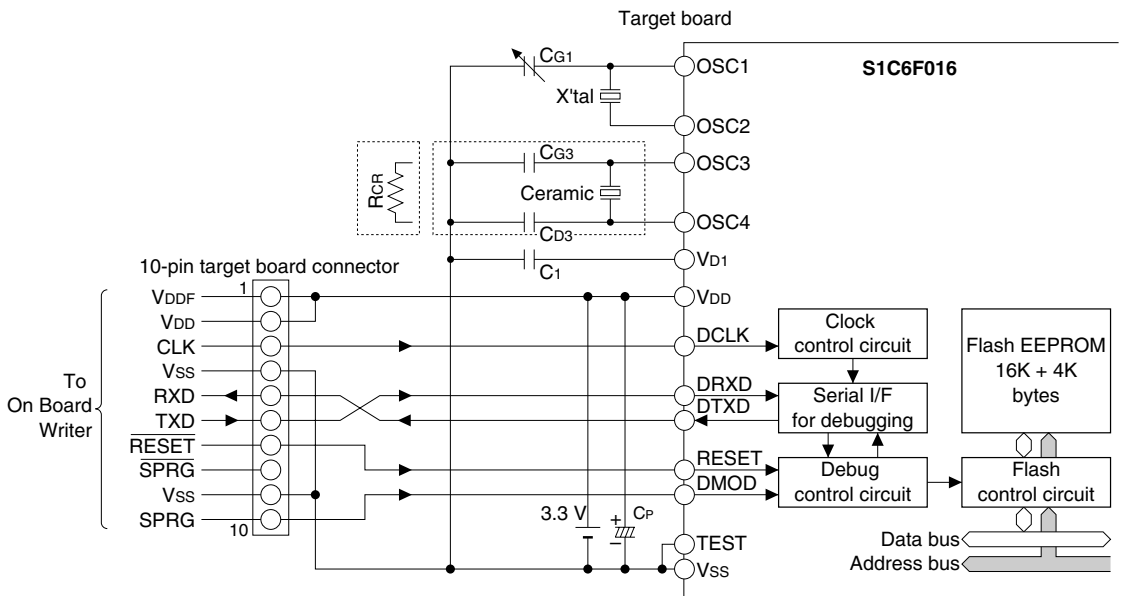 Target board
S1C6F016
CG1
X'tal
OSC1
OSC2
RCR
CG3
Ceramic
CD3
OSC3
OSC4
C1
VD1
10-pin target board connector
1
VDDF
VDD
CLK
VSS
RXD
TXD
RESET
SPRG
VSS
SPRG
10
To
On Board
Writer
3.3 V
+
–
CP
VDD
DCLK
DRXD
DTXD
RESET
DMOD
TEST
VSS
Clock
control circuit
Serial I/F
for debugging
Debug
control circuit
Flash EEPROM
16K + 4K
bytes
Flash
control circuit
Data bus
Address bus